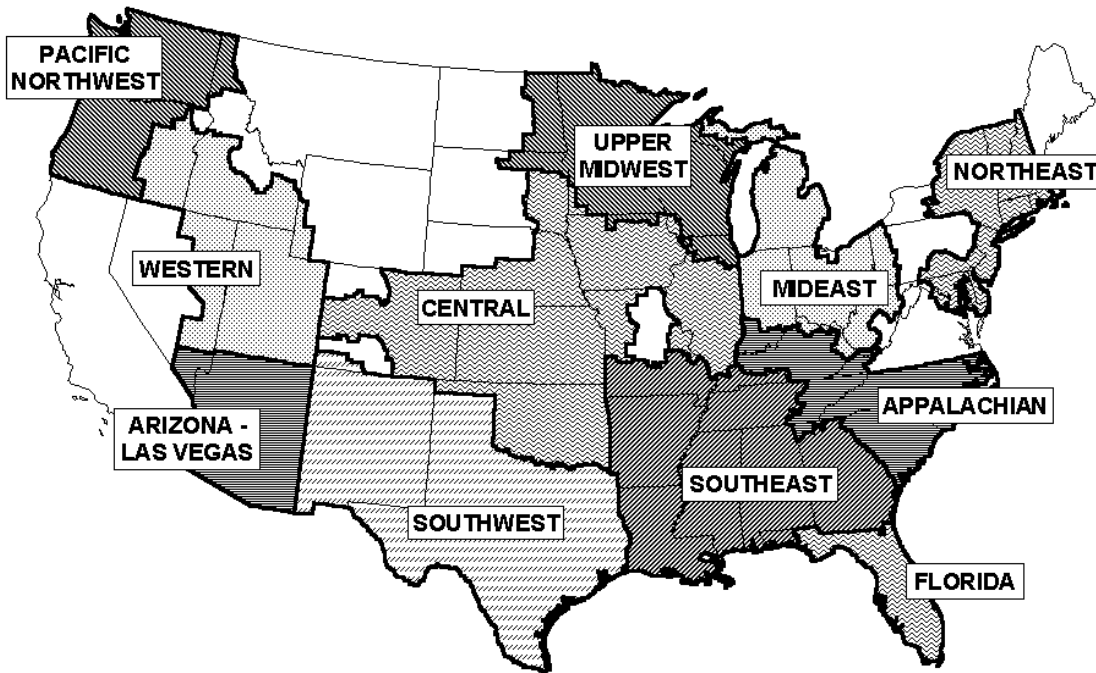 PACIFIC
NORTHWEST
UPPER
MIDWEST
NORTHEAST
WESTERN
MIDEAST
CENTRAL
APPALACHIAN
ARIZONA -
LAS VEGAS
SOUTHEAST
SOUTHWEST
FLORIDA